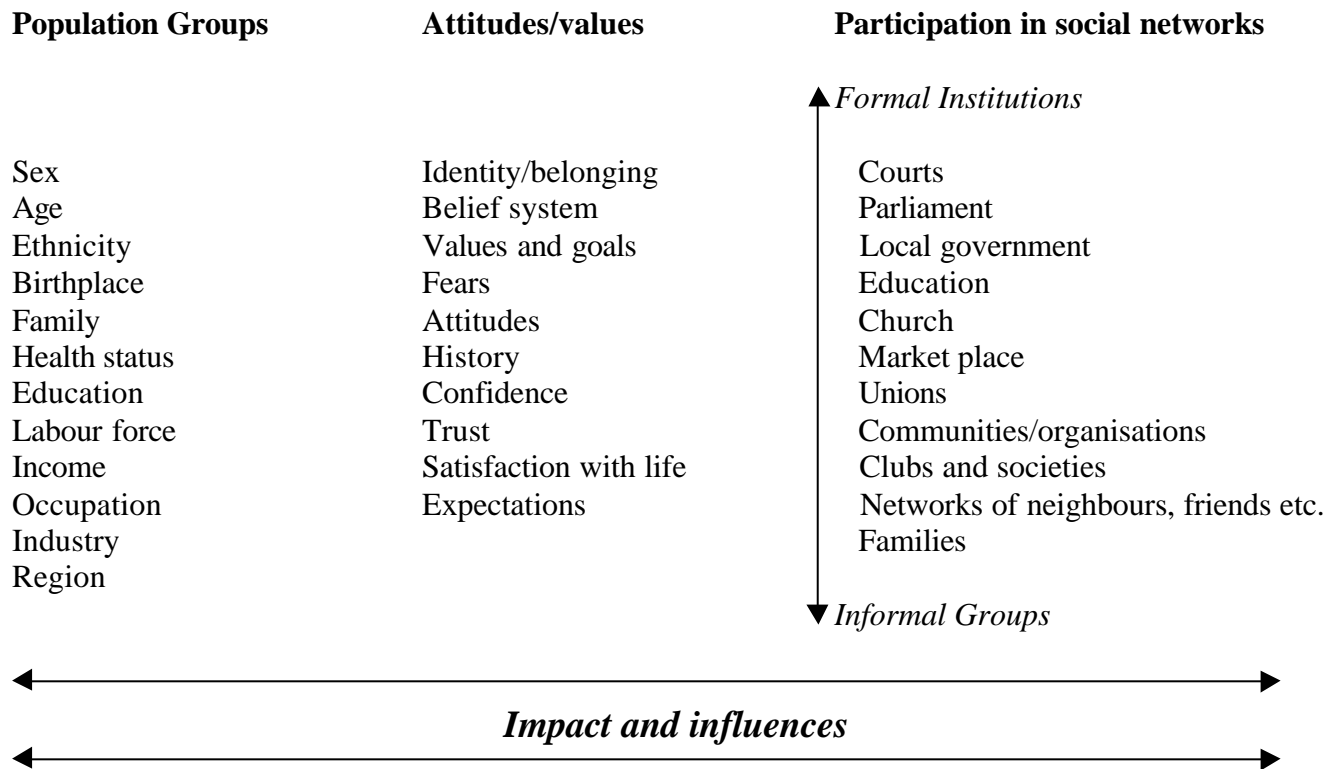 Population Groups Attitudes/values Participation in social networks
Formal Institutions
Sex Identity/belonging Courts
Age Belief system Parliament
Ethnicity Values and goals Local government
Birthplace Fears Education
Family Attitudes Church
Health status History Market place
Education Confidence Unions
Labour force Trust Communities/organisations
Income Satisfaction with life Clubs and societies
Occupation Expectations Networks of neighbours, friends etc.
Industry Families
Region
Informal Groups
Impact and influences